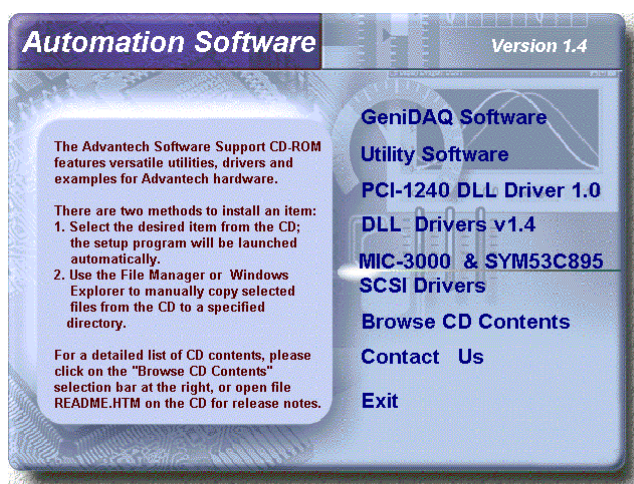 Automation Software
Version 1.4
The Advantech Software Support CD-ROM
features versatile utilities, drivers and
examples for Advantech hardware.
There are two methods to install an item:
1. Select the desired item from the CD;
the setup program will be launched
automatically.
2. Use the File Manager or Windows
Explorer to manually copy selected
files from the CD to a specified
directory.
For a detailed list of CD contents, please
click on the "Browse CD Contents"
selection bar at the right, or open file
README.HTM on the CD for release notes.
GeniDAQ Software
Utility Software
PCI-1240 DLL Driver 1.0
DLL Drivers v1.4
MIC-3000 & SYM53C895
SCSI Drivers
Browse CD Contents
Contact Us
Exit